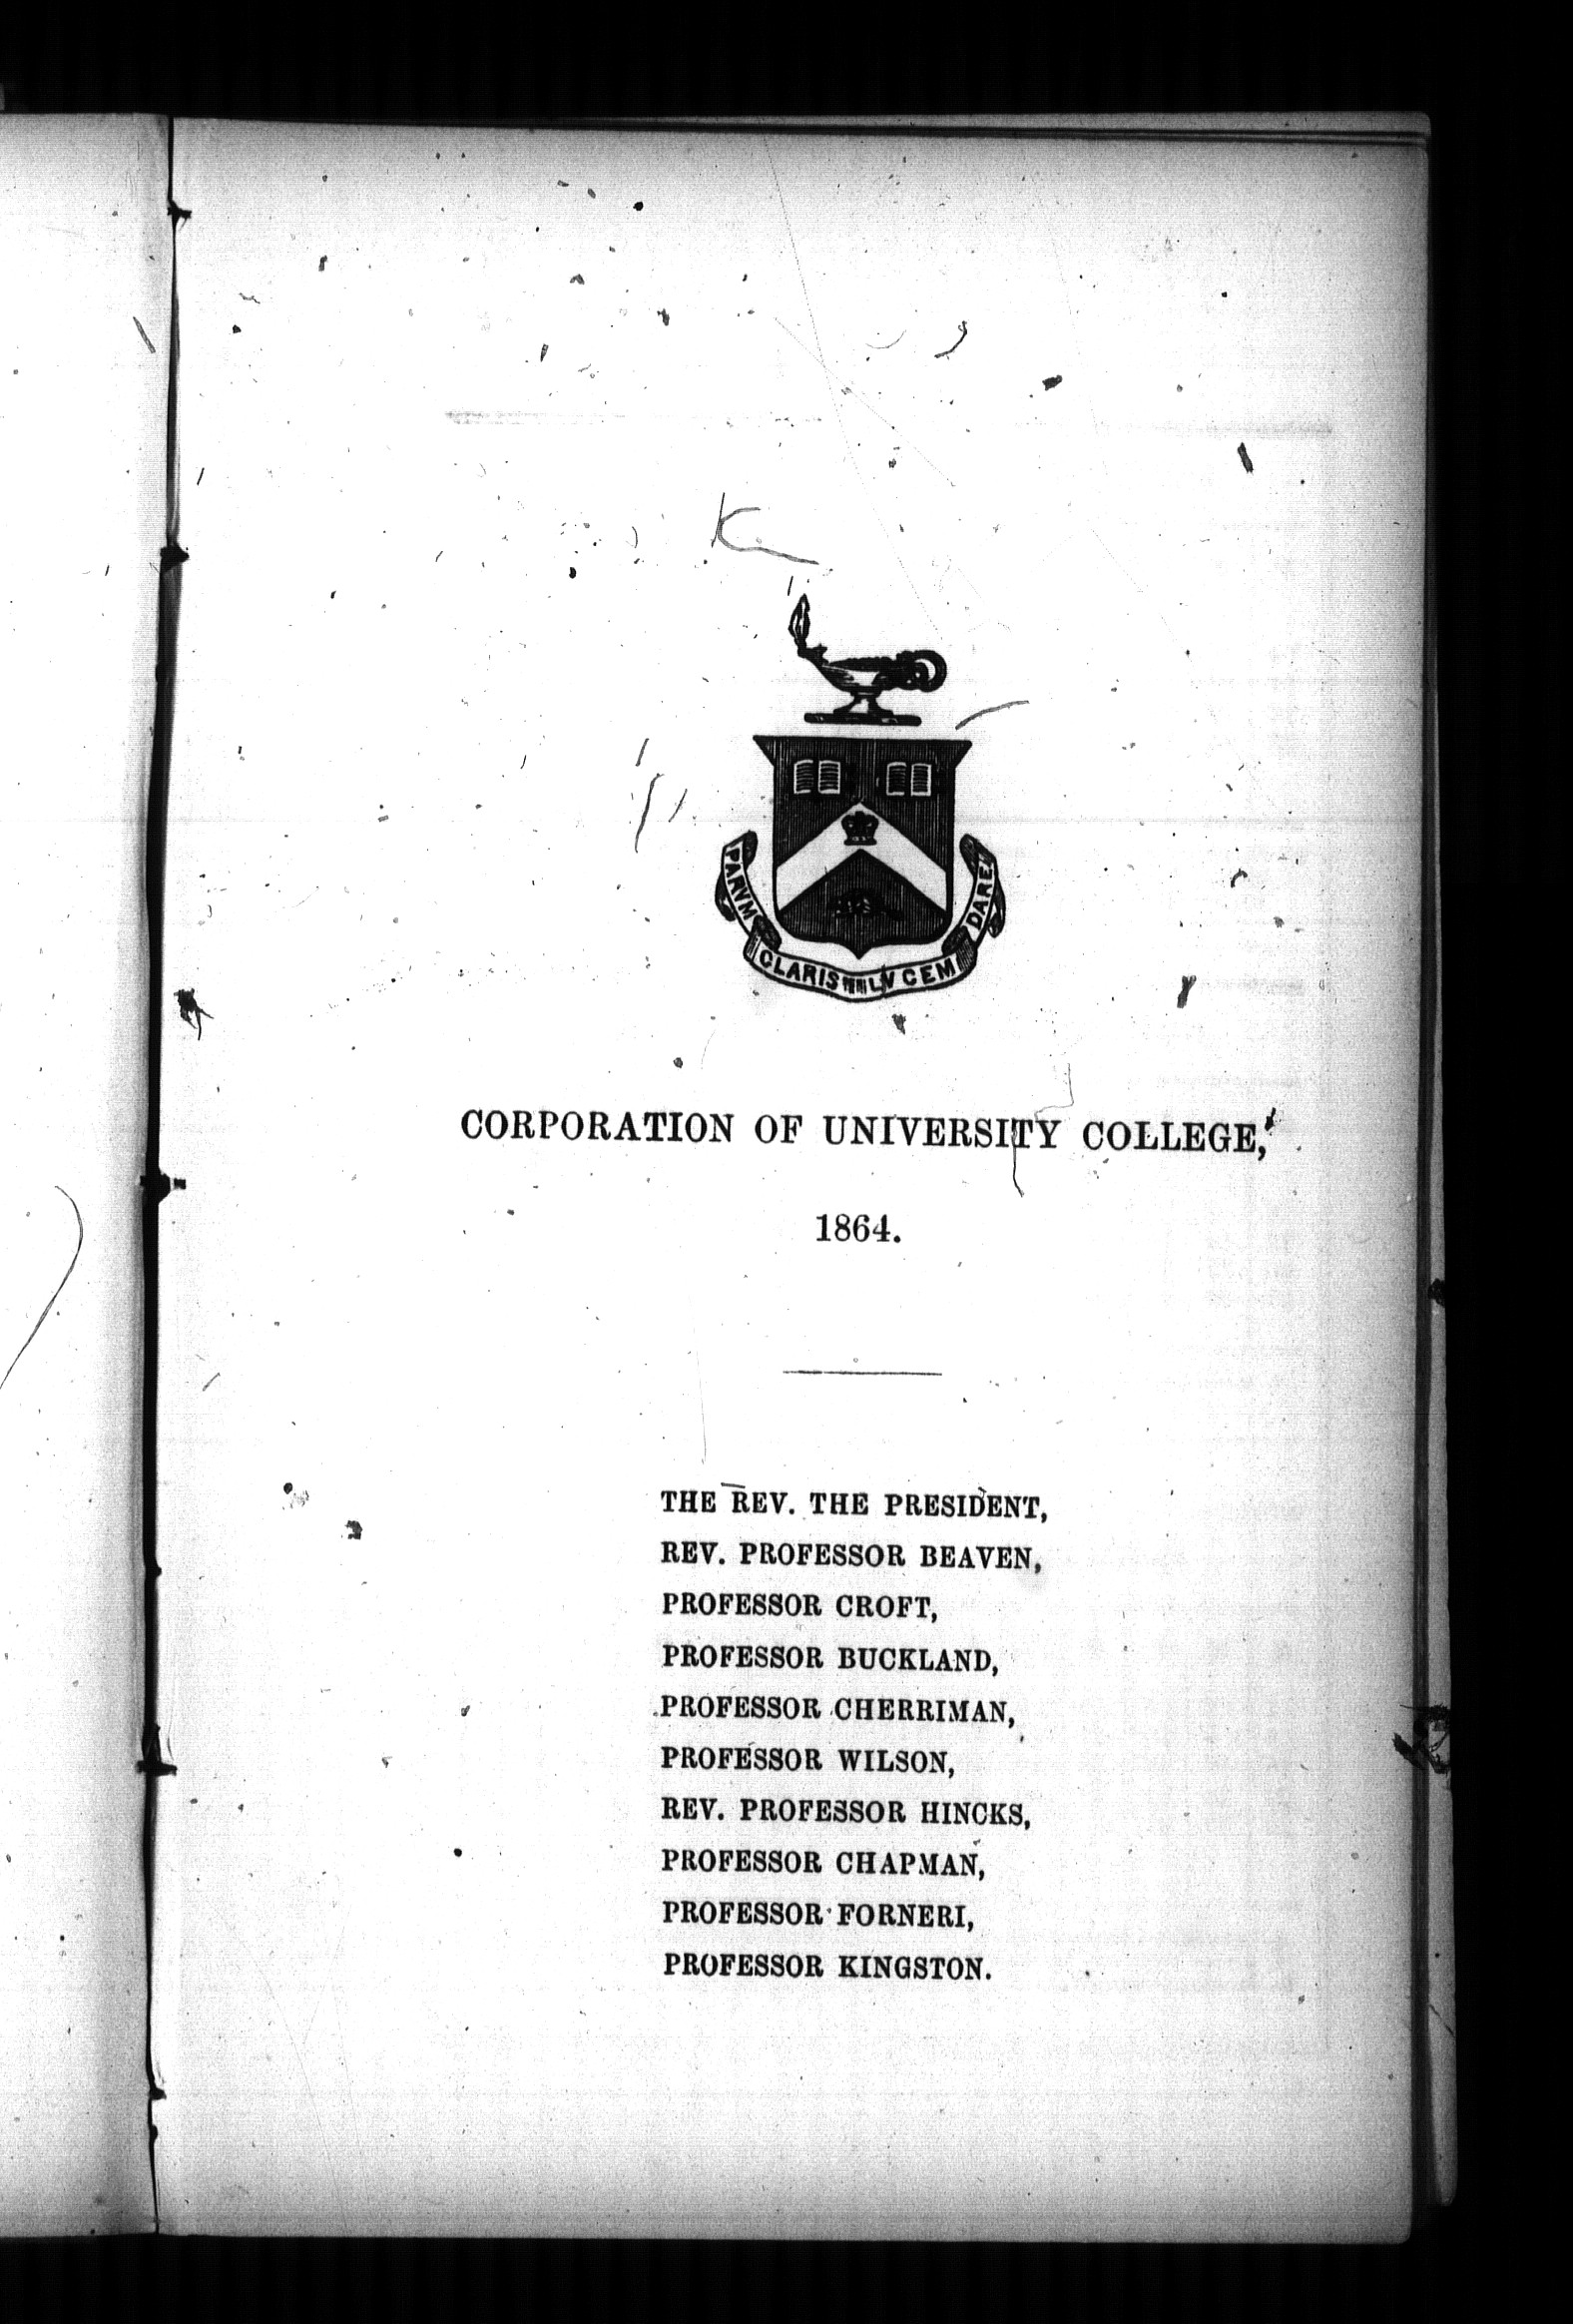 PARVM CLARIS LVCEM DARE
CORPORATION OF UNIVERSITY COLLEGE,
1864.
THE REV. THE PRESIDENT,
REV. PROFESSOR BEAVEN,
PROFESSOR CROFT,
PROFESSOR BUCKLAND,
PROFESSOR CHERRIMAN,
PROFESSOR WILSON,
REV. PROFESSOR HINCKS,
PROFESSOR CHAPMAN,
PROFESSOR FORNERI,
PROFESSOR KINGSTON.